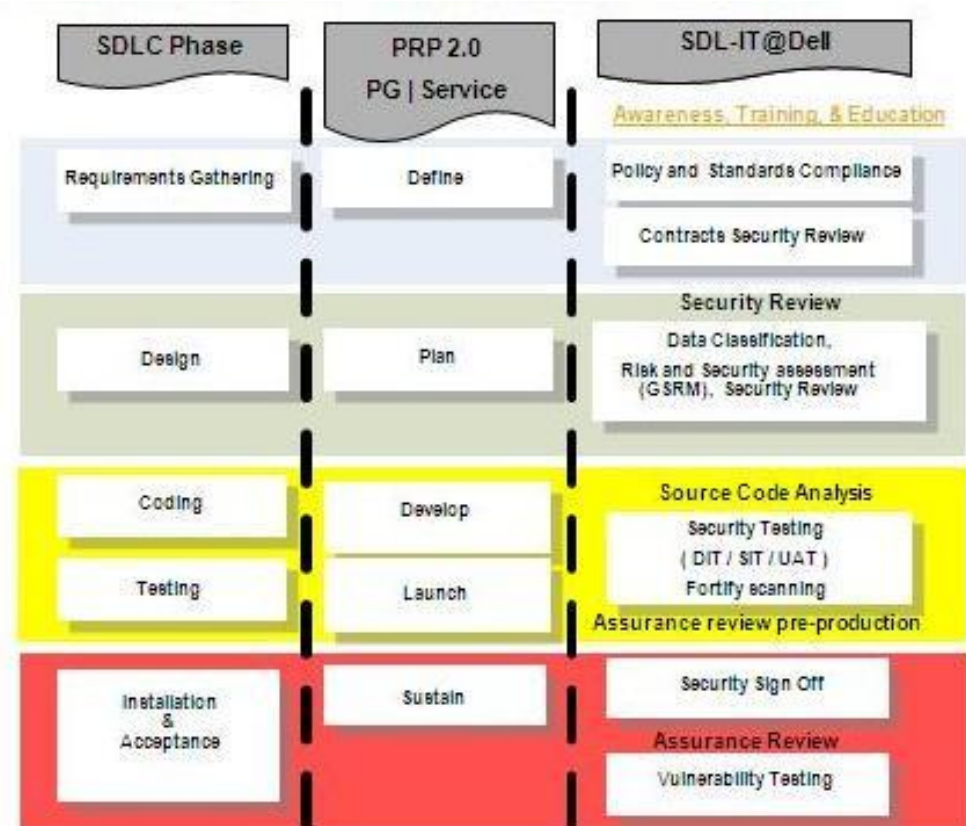 SDLC Phase
PRP 2.0
PG | Service
SDL-IT@Dell
Awareness, Training, & Education
Requirements Gathering
Define
Policy and Standards Compliance
Contracts Security Review
Design
Plan
Security Review
Data Classification,
Risk and Security assessment
(GSRM), Security Review
Coding
Testing
Develop
Launch
Source Code Analysis
Security Testing
( DIT / SIT / UAT )
Fortify scanning
Assurance review pre-production
Installation
&
Acceptance
Sustain
Security Sign Off
Assurance Review
Vulnerability Testing